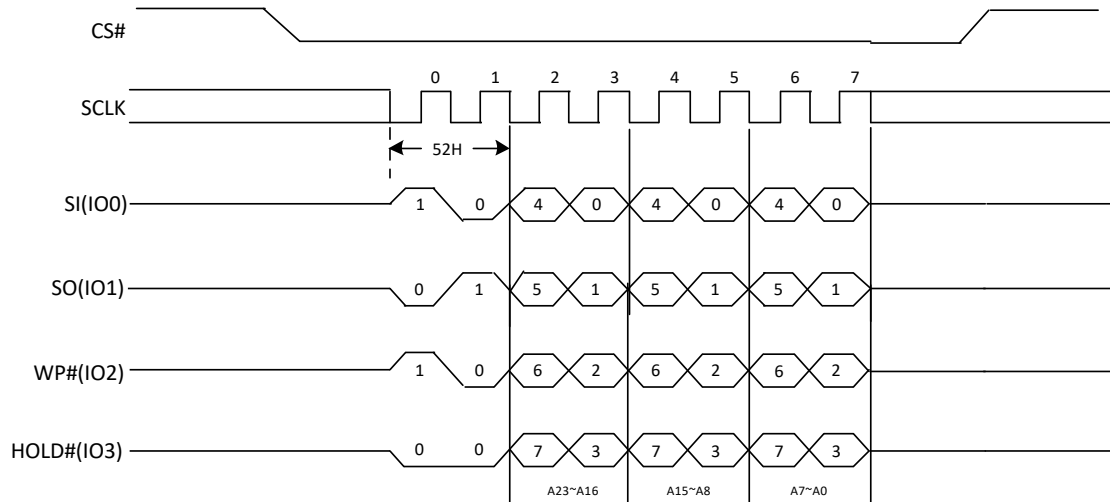 CS#
0 1 2 3 4 5 6 7
SCLK
52H
SI(IO0) 1 0 4 0 4 0 4 0
SO(IO1) 0 1 5 1 5 1 5 1
WP#(IO2) 1 0 6 2 6 2 6 2
HOLD#(IO3) 0 0 7 3 7 3 7 3
A23~A16 A15~A8 A7~A0